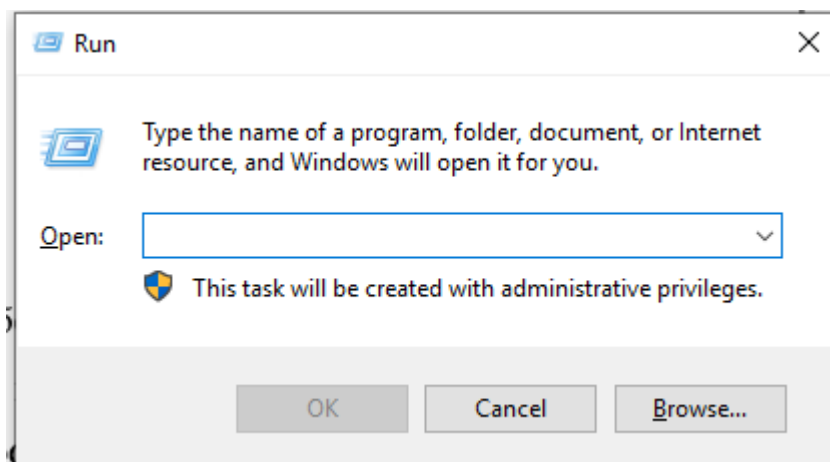 Run
Type the name of a program, folder, document, or Internet
resource, and Windows will open it for you.
Open:
This task will be created with administrative privileges.
OK
Cancel
Browse...